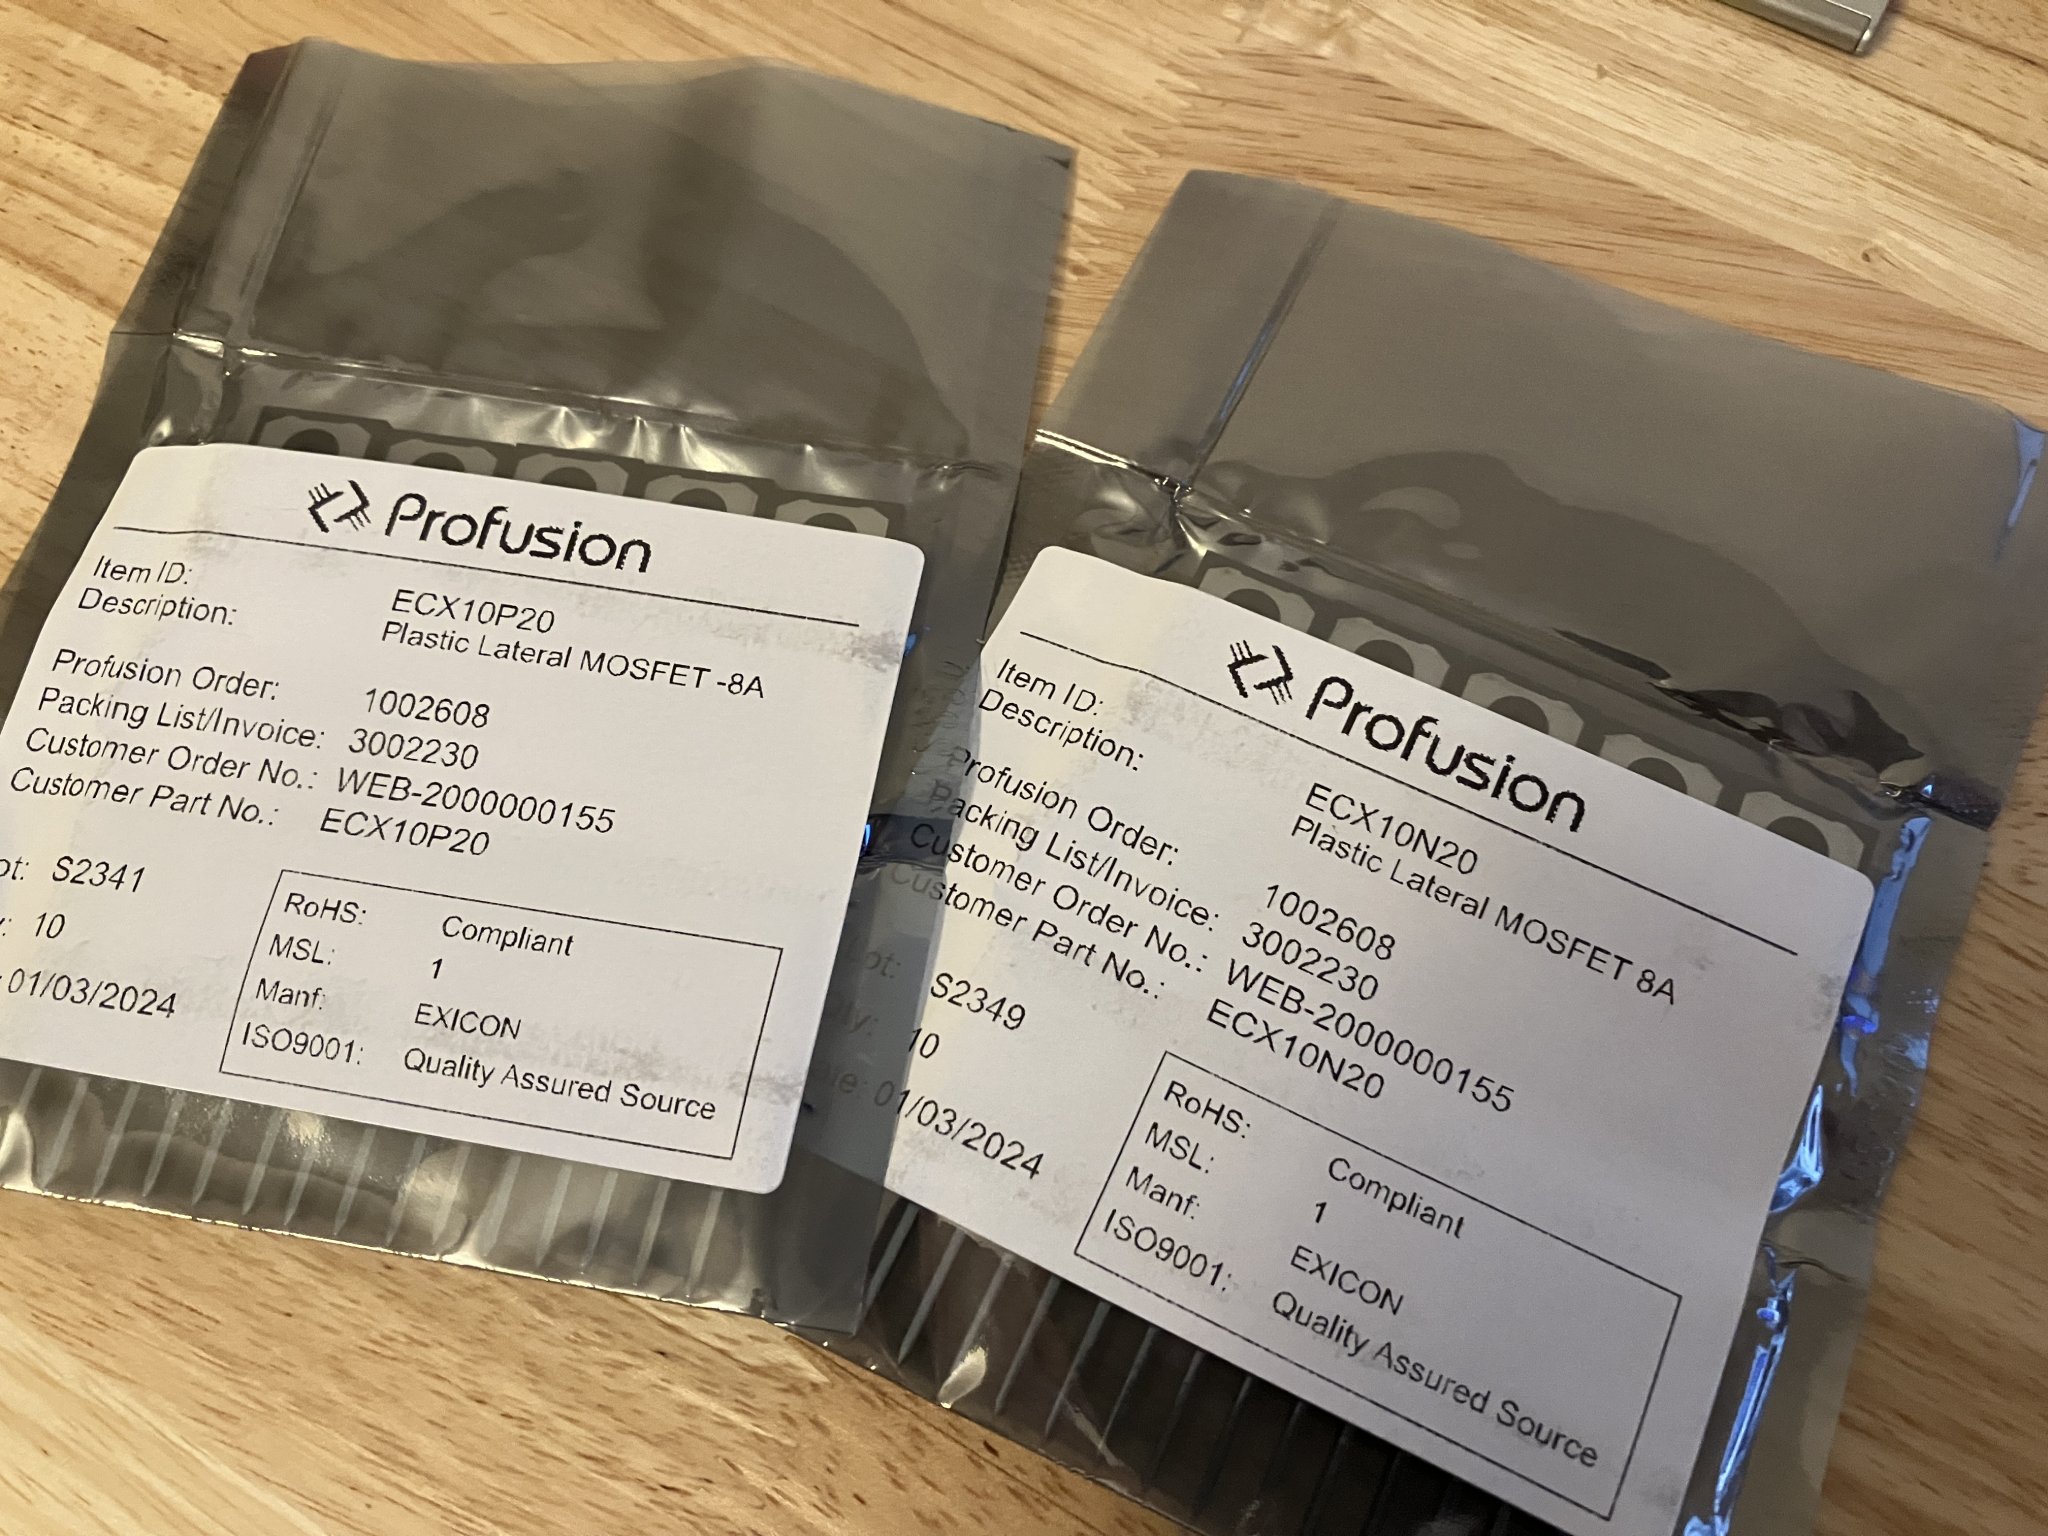 Profusion
Item ID: ECX10P20
Description: Plastic Lateral MOSFET -8A
Profusion Order: 1002608
Packing List/Invoice: 3002230
Customer Order No.: WEB-2000000155
Customer Part No.: ECX10P20
ot: S2341
y: 10
01/03/2024
RoHS: Compliant
MSL: 1
Manf: EXICON
ISO9001: Quality Assured Source
Profusion
Item ID: ECX10N20
Description: Plastic Lateral MOSFET 8A
Profusion Order: 1002608
Packing List/Invoice: 3002230
Customer Order No.: WEB-2000000155
Customer Part No.: ECX10N20
ot: S2349
ty: 10
01/03/2024
RoHS: Compliant
MSL: 1
Manf: EXICON
ISO9001: Quality Assured Source